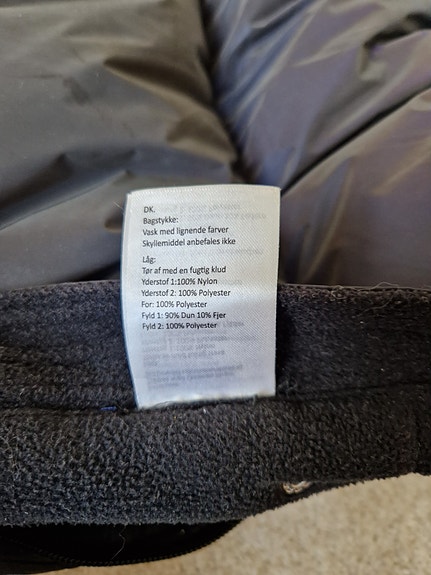 DK.
Bagstykke:
Vask med lignende farver
Skyllemiddel anbefales ikke
Låg:
Tør af med en fugtig klud
Yderstof 1:100% Nylon
Yderstof 2: 100% Polyester
For: 100% Polyester
Fyld 1: 90% Dun 10% Fjer
Fyld 2: 100% Polyester